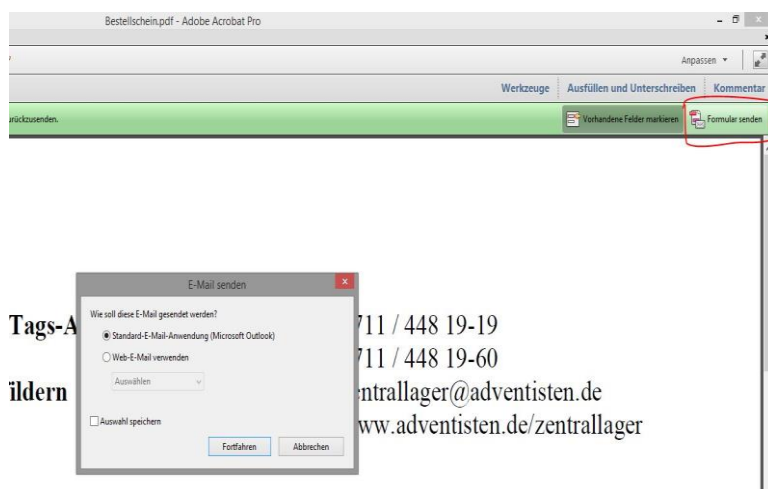 Bestellschein.pdf - Adobe Acrobat Pro
Anpassen
Werkzeuge Ausfüllen und Unterschreiben Kommentar
urückzusenden. Vorhandene Felder markieren Formular senden
E-Mail senden
Wie soll diese E-Mail gesendet werden?
Standard-E-Mail-Anwendung (Microsoft Outlook)
Web-E-Mail verwenden
Auswählen
Auswahl speichern
Fortfahren Abbrechen
Tags-A 711 / 448 19-19
711 / 448 19-60
ildern entrallager@adventisten.de
ww.adventisten.de/zentrallager